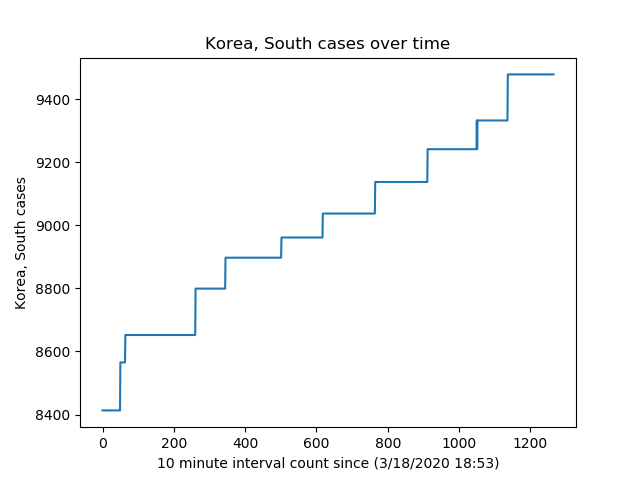 Korea, South cases over time
Korea, South cases
9400
9200
9000
8800
8600
8400
0 200 400 600 800 1000 1200
10 minute interval count since (3/18/2020 18:53)